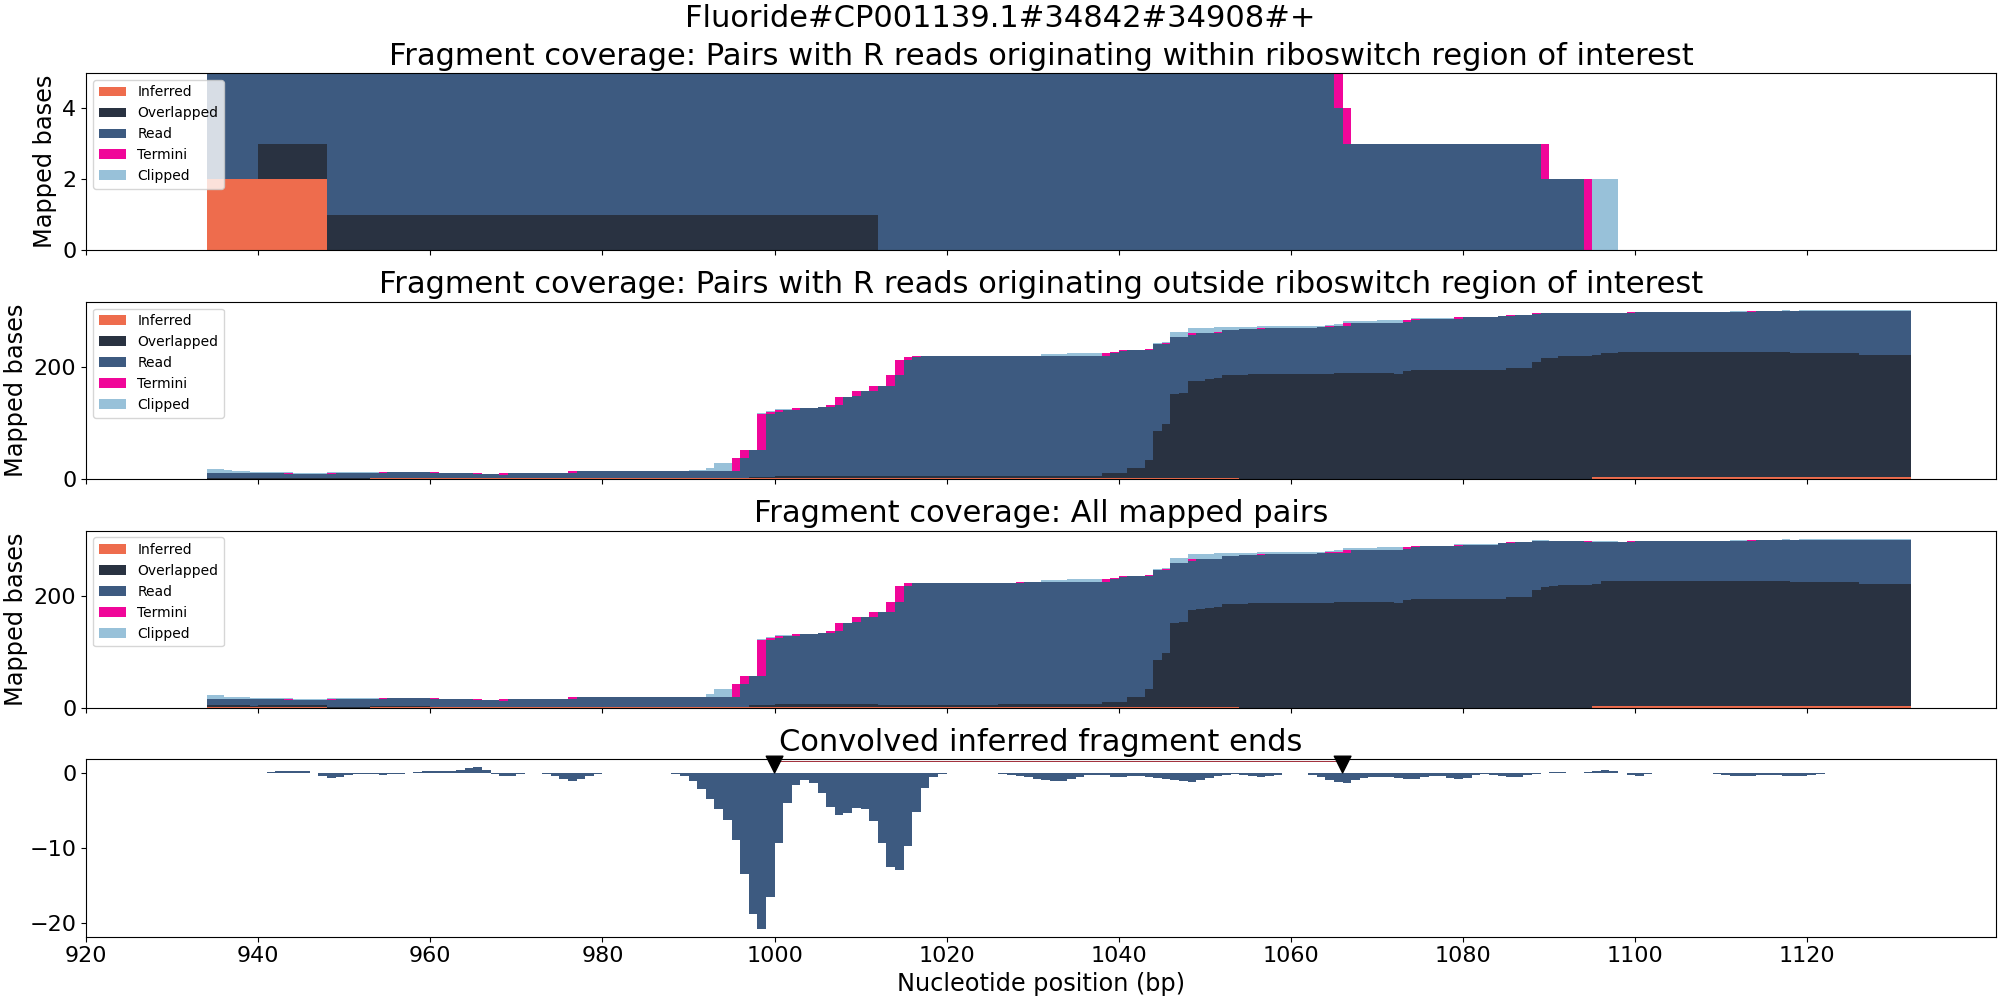 Fluoride#CP001139.1#34842#34908#+
Fragment coverage: Pairs with R reads originating within riboswitch region of interest
Mapped bases
4
2
0
Inferred
Overlapped
Read
Termini
Clipped
Fragment coverage: Pairs with R reads originating outside riboswitch region of interest
Mapped bases
200
0
Inferred
Overlapped
Read
Termini
Clipped
Fragment coverage: All mapped pairs
Mapped bases
200
0
Inferred
Overlapped
Read
Termini
Clipped
Convolved inferred fragment ends
0
−10
−20
920 940 960 980 1000 1020 1040 1060 1080 1100 1120
Nucleotide position (bp)